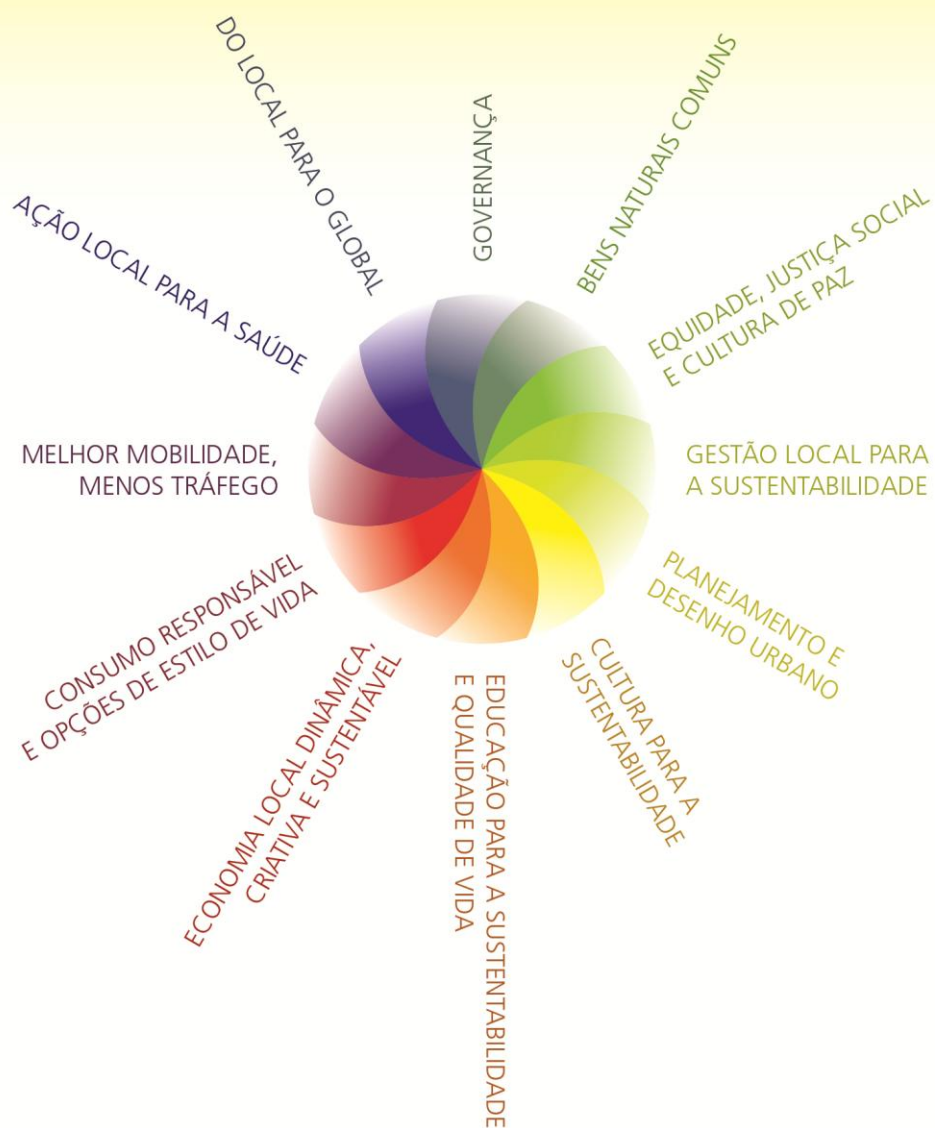 GOVERNANÇA
BENS NATURAIS COMUNS
EQUIDADE, JUSTIÇA SOCIAL
E CULTURA DE PAZ
GESTÃO LOCAL PARA
A SUSTENTABILIDADE
PLANEJAMENTO E
DESENHO URBANO
CULTURA PARA A
SUSTENTABILIDADE
EDUCAÇÃO PARA A SUSTENTABILIDADE
E QUALIDADE DE VIDA
ECONOMIA LOCAL DINÂMICA,
CRIATIVA E SUSTENTÁVEL
CONSUMO RESPONSÁVEL
E OPÇÕES DE ESTILO DE VIDA
MELHOR MOBILIDADE,
MENOS TRÁFEGO
AÇÃO LOCAL PARA A SAÚDE
DO LOCAL PARA O GLOBAL